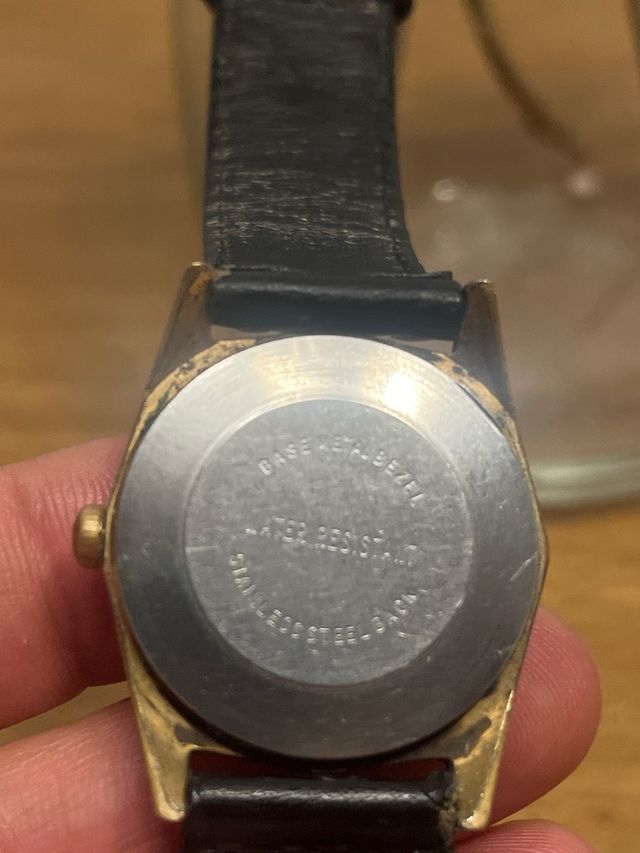 BASE METAL BEZEL
WATER RESISTANT
STAINLESS STEEL BACK